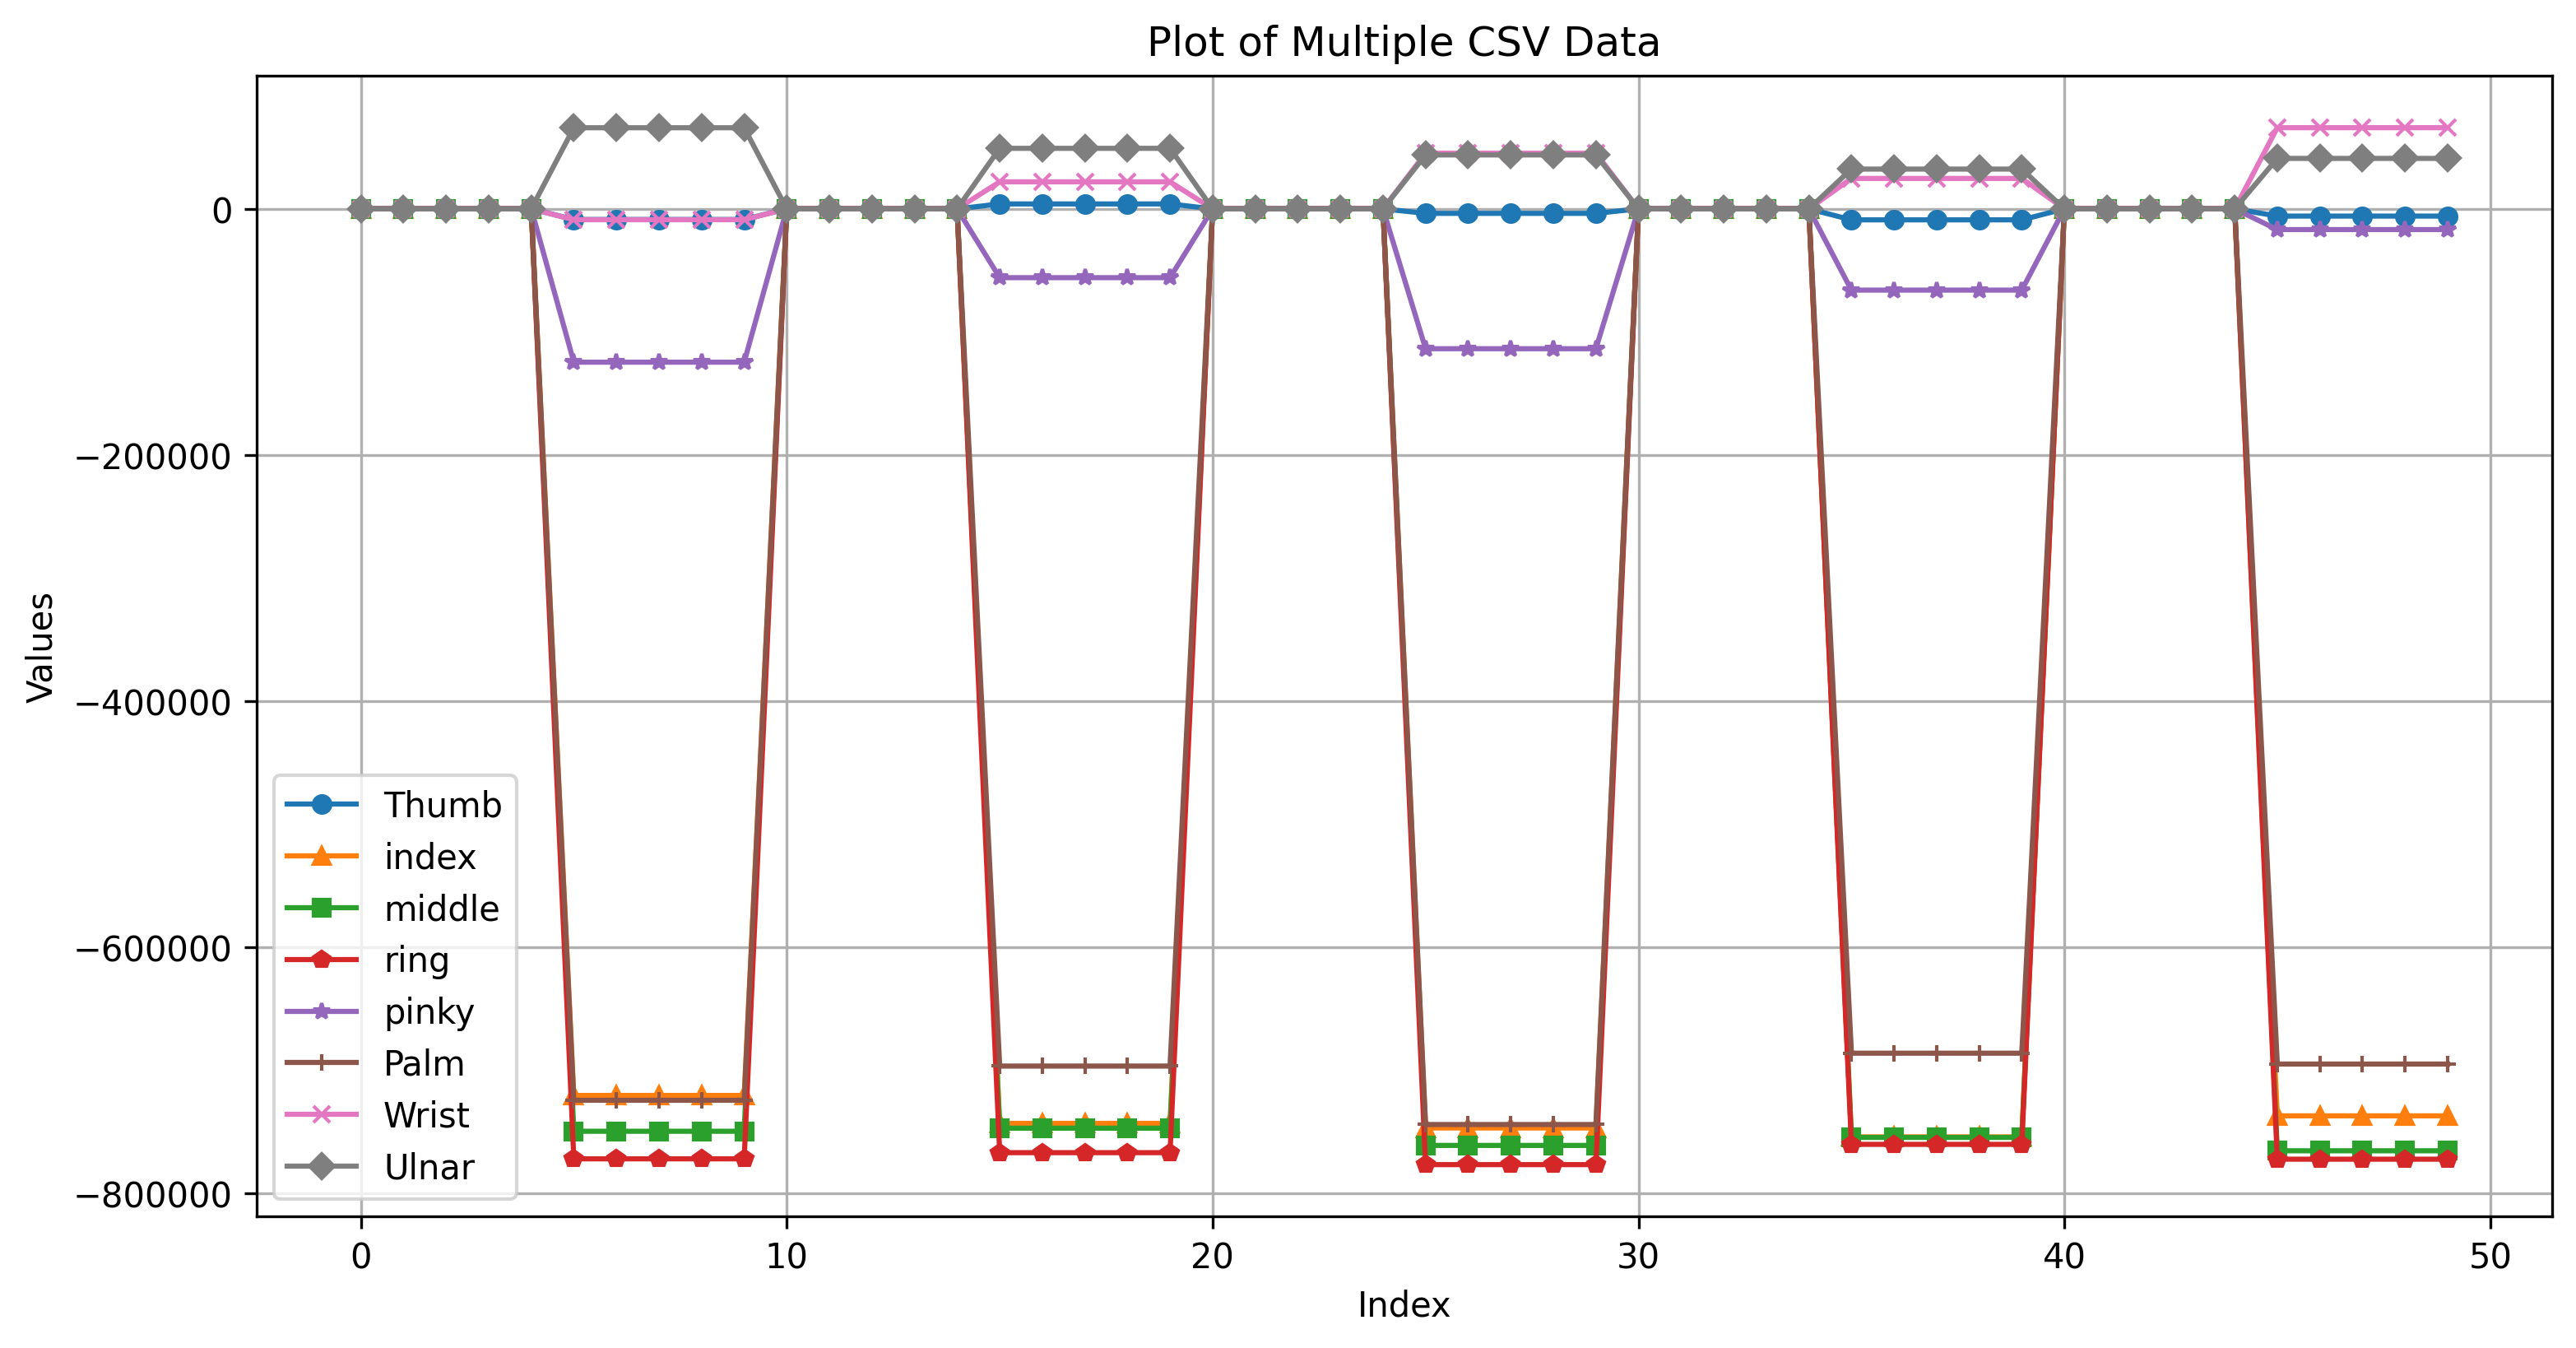 Plot of Multiple CSV Data
Values
0
−200000
−400000
−600000
−800000
Thumb
index
middle
ring
pinky
Palm
Wrist
Ulnar
0 10 20 30 40 50
Index